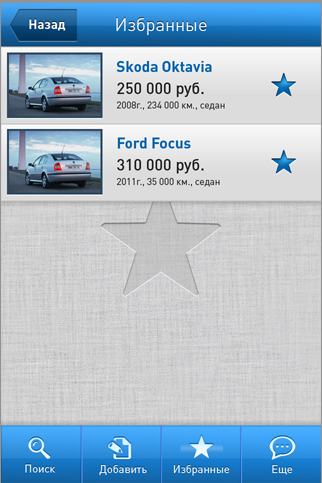 Назад
Избранные
Skoda Oktavia
250 000 руб.
2008г., 234 000 км., седан
Ford Focus
310 000 руб.
2011г., 35 000 км., седан
Поиск
Добавить
Избранные
Еще